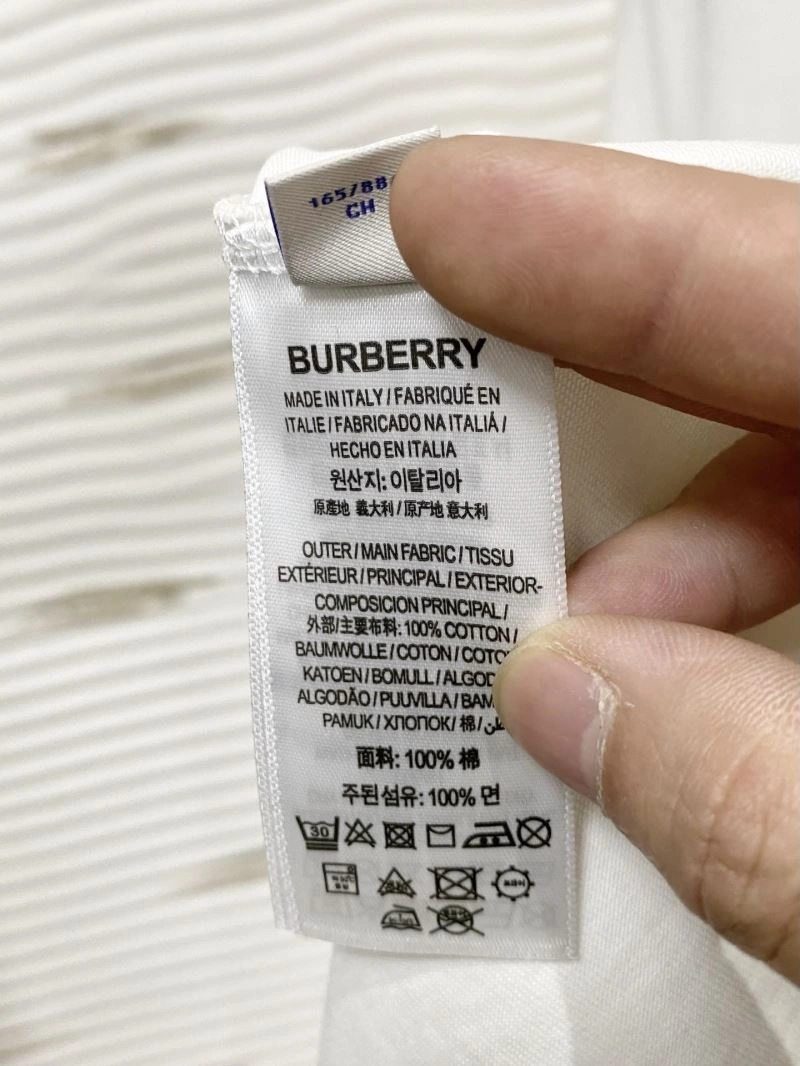 165/88
CH
BURBERRY
MADE IN ITALY / FABRIQUÉ EN
ITALIE / FABRICADO NA ITALIÁ /
HECHO EN ITALIA
원산지: 이탈리아
原產地 義大利 / 原产地 意大利
OUTER / MAIN FABRIC / TISSU
EXTÉRIEUR / PRINCIPAL / EXTERIOR-
COMPOSICION PRINCIPAL /
外部/主要布料: 100% COTTON /
BAUMWOLLE / COTON /
KATOEN / BOMULL /
ALGODÃO / PUUVILLA /
PAMUK / ХЛОПОК / 棉 /
面料: 100% 棉
주된섬유: 100% 면
30